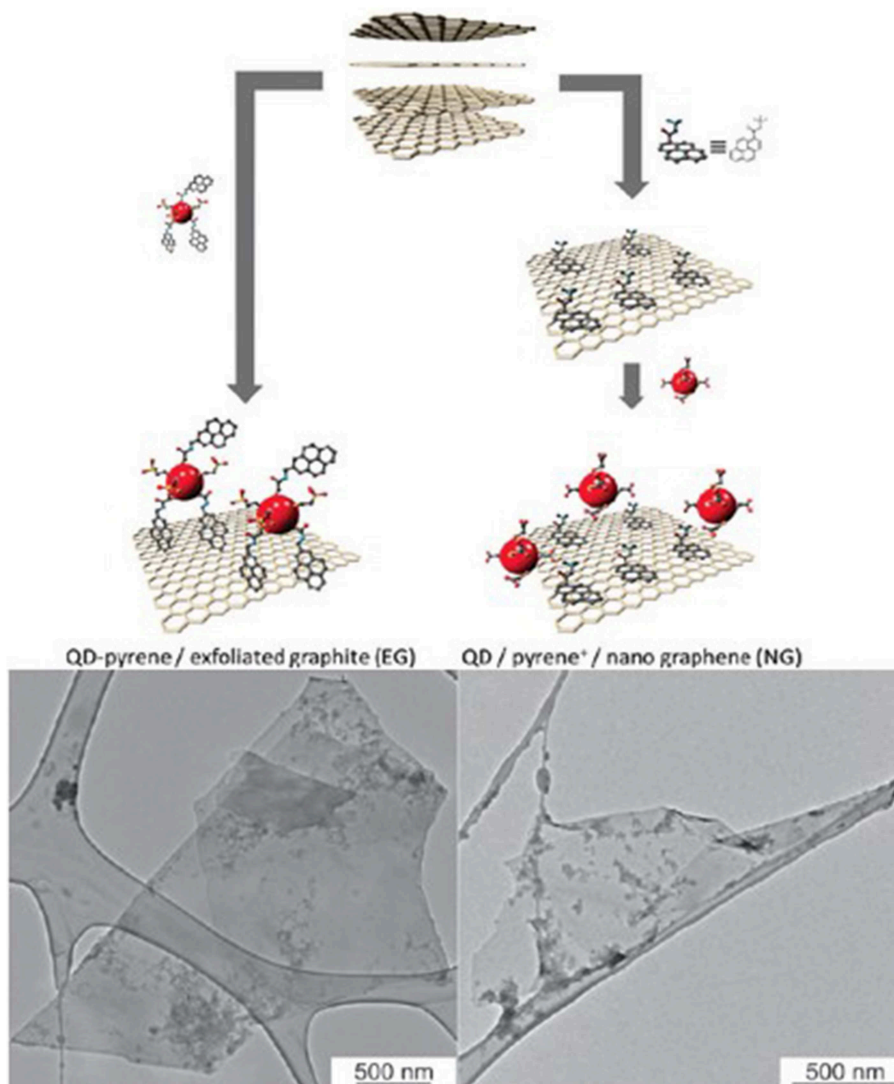 QD-pyrene / exfoliated graphite (EG)
QD / pyrene⁺ / nano graphene (NG)
500 nm
500 nm